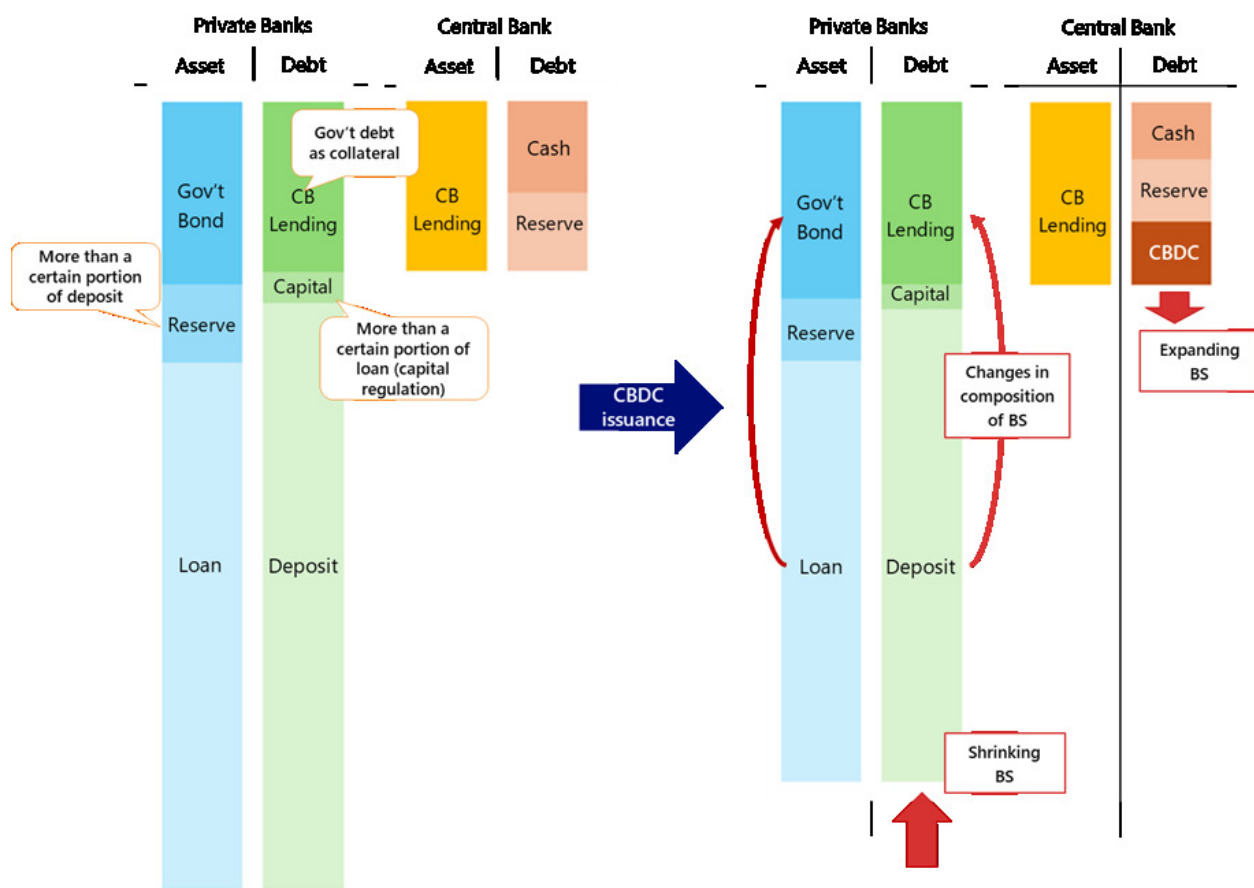 Private Banks
Central Bank
Asset
Debt
Asset
Debt
Gov't
Bond
Reserve
Loan
Gov't debt
as collateral
CB
Lending
Capital
Deposit
CB
Lending
Cash
Reserve
More than a
certain portion
of deposit
More than a
certain portion of
loan (capital
regulation)
CBDC
issuance
Private Banks
Central Bank
Asset
Debt
Asset
Debt
Gov't
Bond
Reserve
Loan
CB
Lending
Capital
Deposit
CB
Lending
Cash
Reserve
CBDC
Expanding
BS
Changes in
composition
of BS
Shrinking
BS